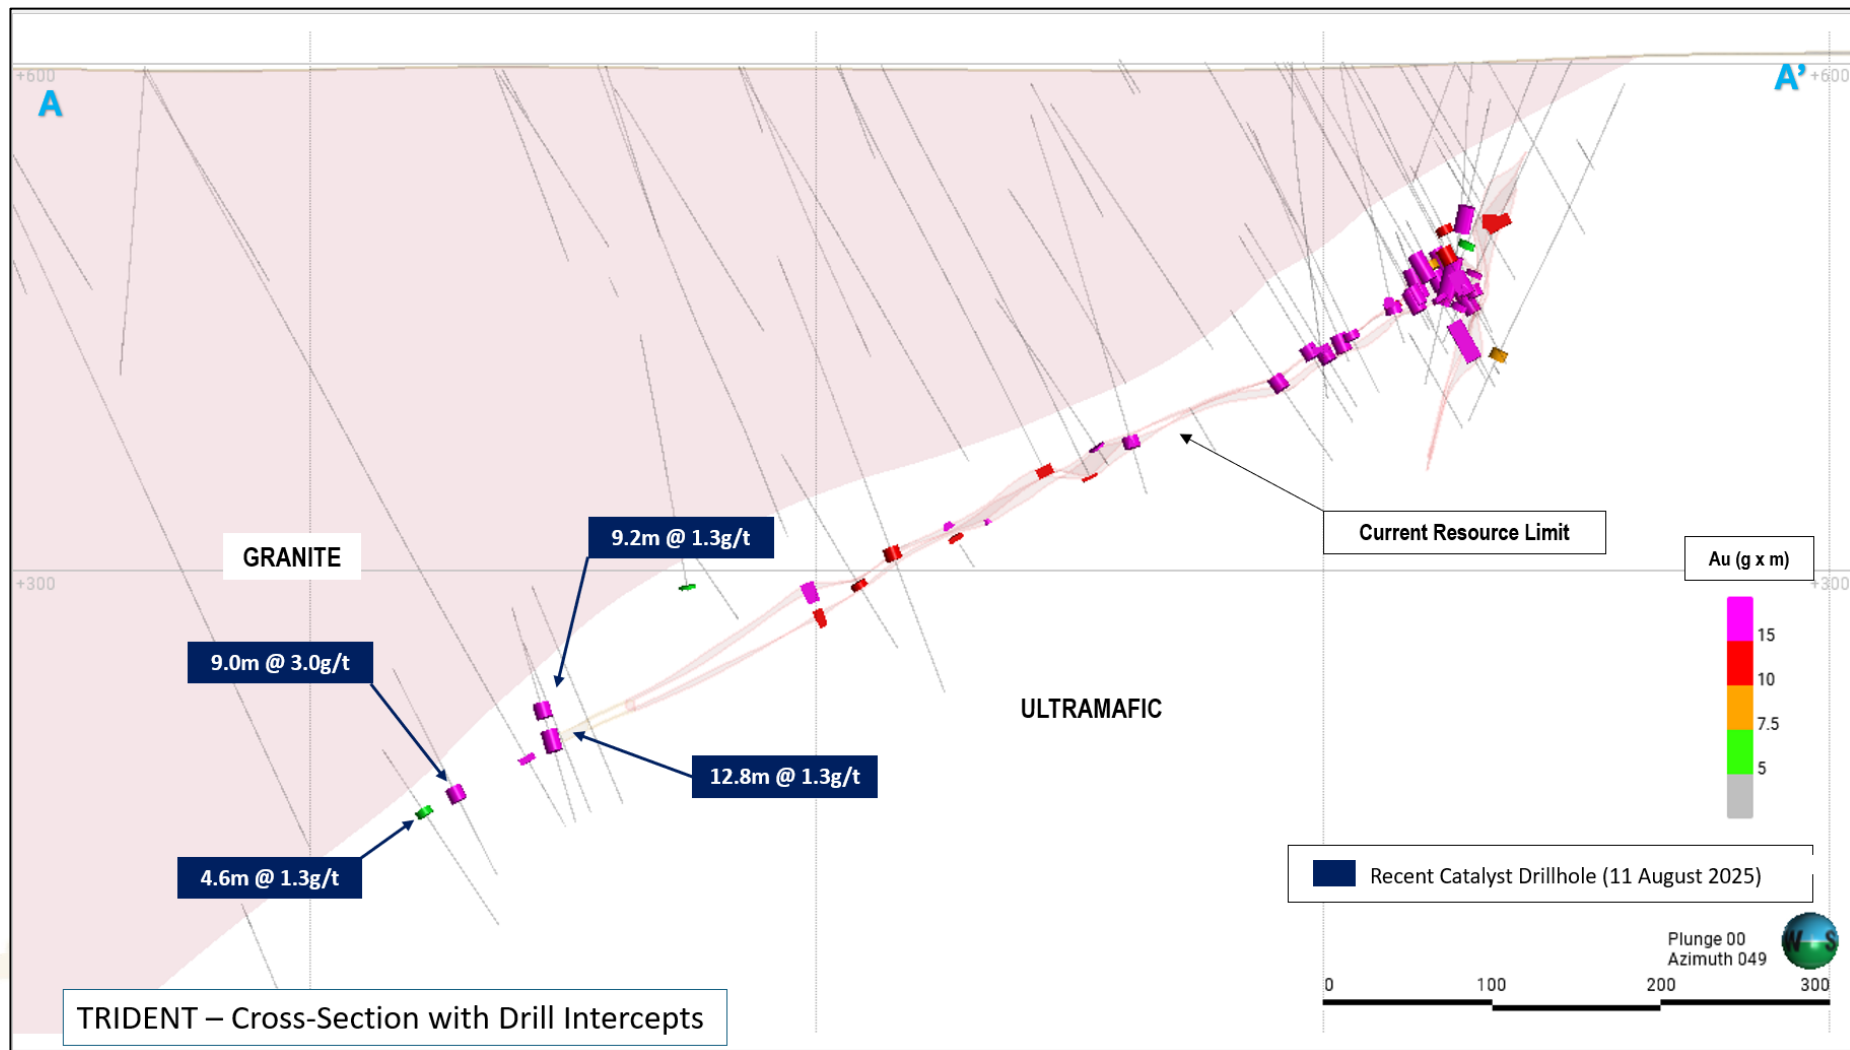 +600
A
A’
+600
9.2m @ 1.3g/t
Current Resource Limit
GRANITE
Au (g x m)
+300
+300
15
9.0m @ 3.0g/t
10
ULTRAMAFIC
7.5
12.8m @ 1.3g/t
5
4.6m @ 1.3g/t
Recent Catalyst Drillhole (11 August 2025)
Plunge 00
Azimuth 049
W S
0 100 200 300
TRIDENT – Cross-Section with Drill Intercepts